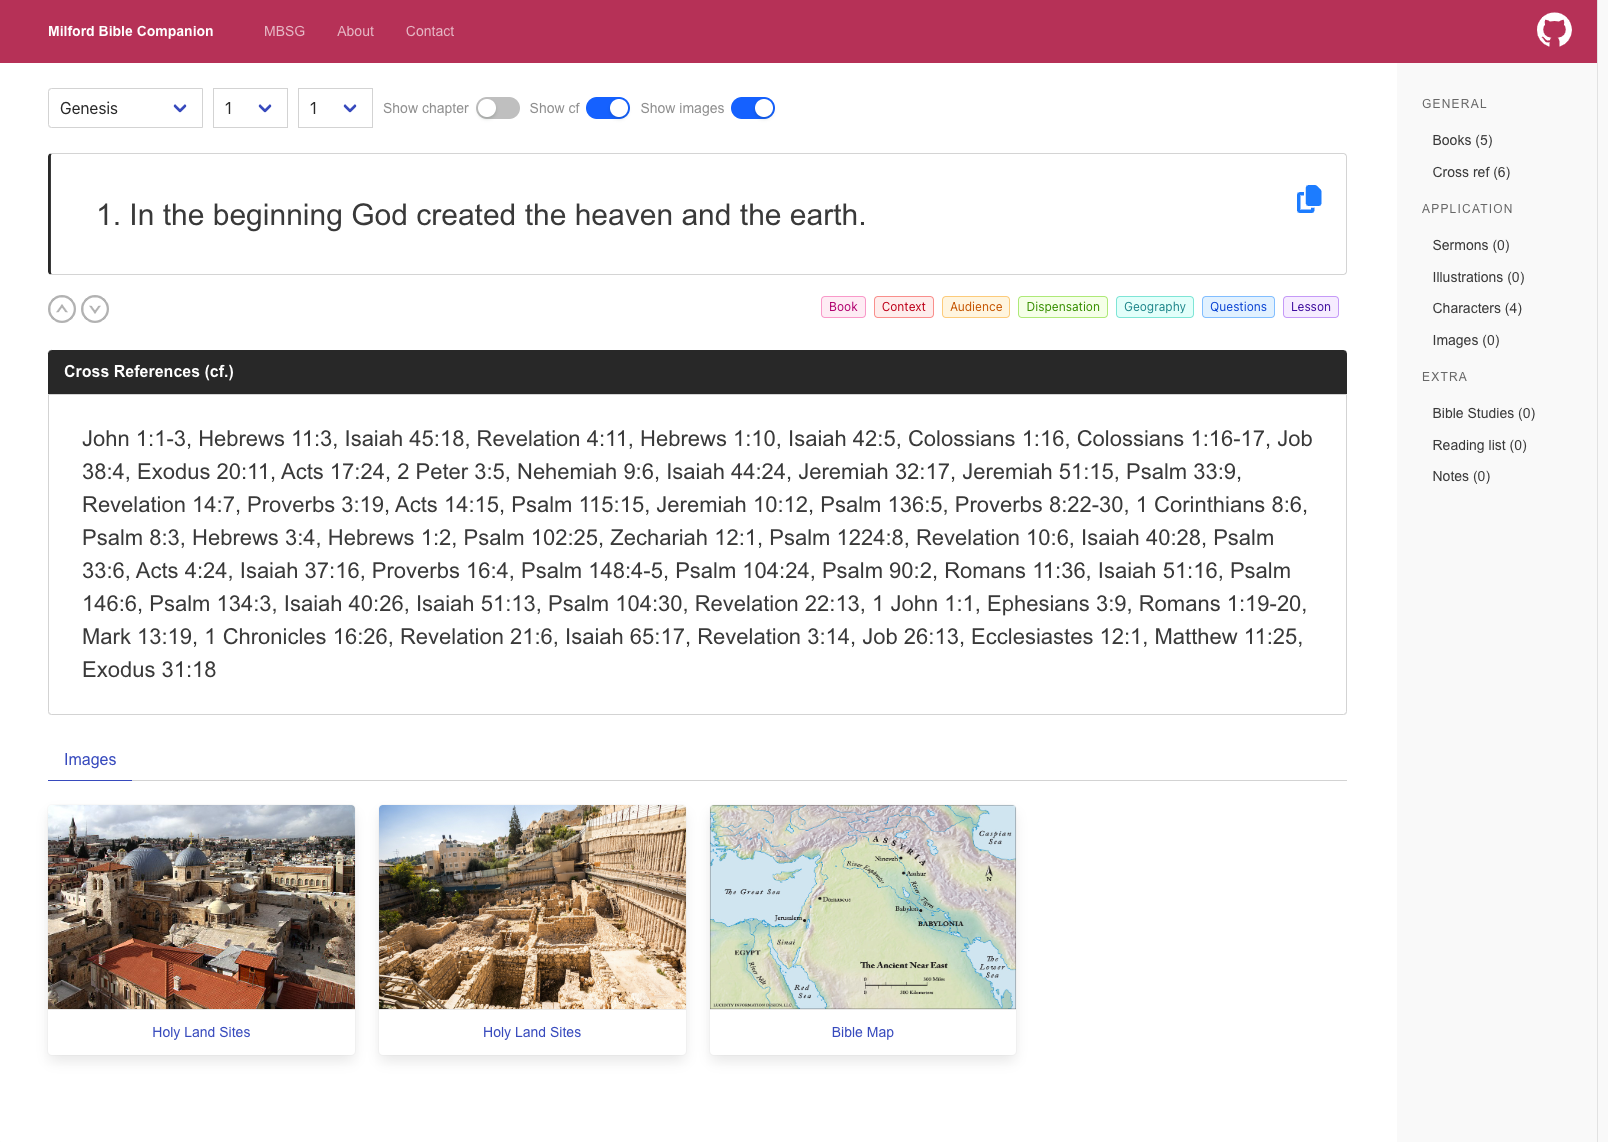 Milford Bible Companion MBSG About Contact
Genesis 1 1 Show chapter Show cf Show images
1. In the beginning God created the heaven and the earth.
Book Context Audience Dispensation Geography Questions Lesson
Cross References (cf.)
John 1:1-3, Hebrews 11:3, Isaiah 45:18, Revelation 4:11, Hebrews 1:10, Isaiah 42:5, Colossians 1:16, Colossians 1:16-17, Job
38:4, Exodus 20:11, Acts 17:24, 2 Peter 3:5, Nehemiah 9:6, Isaiah 44:24, Jeremiah 32:17, Jeremiah 51:15, Psalm 33:9,
Revelation 14:7, Proverbs 3:19, Acts 14:15, Psalm 115:15, Jeremiah 10:12, Psalm 136:5, Proverbs 8:22-30, 1 Corinthians 8:6,
Psalm 8:3, Hebrews 3:4, Hebrews 1:2, Psalm 102:25, Zechariah 12:1, Psalm 1224:8, Revelation 10:6, Isaiah 40:28, Psalm
33:6, Acts 4:24, Isaiah 37:16, Proverbs 16:4, Psalm 148:4-5, Psalm 104:24, Psalm 90:2, Romans 11:36, Isaiah 51:16, Psalm
146:6, Psalm 134:3, Isaiah 40:26, Isaiah 51:13, Psalm 104:30, Revelation 22:13, 1 John 1:1, Ephesians 3:9, Romans 1:19-20,
Mark 13:19, 1 Chronicles 16:26, Revelation 21:6, Isaiah 65:17, Revelation 3:14, Job 26:13, Ecclesiastes 12:1, Matthew 11:25,
Exodus 31:18
Images
ASSYRIA
Caspian
Sea
Nineveh
River Euphrates
Asshur
N
The Great Sea
Damascus
River Tigris
Babylon
Jerusalem
BABYLONIA
Sinai
EGYPT
River Nile
The Ancient Near East
The
Lower
Sea
0 300 Miles
0 300 Kilometers
Red
Sea
LUCIDITY INFORMATION DESIGN, LLC
Holy Land Sites
Holy Land Sites
Bible Map
GENERAL
Books (5)
Cross ref (6)
APPLICATION
Sermons (0)
Illustrations (0)
Characters (4)
Images (0)
EXTRA
Bible Studies (0)
Reading list (0)
Notes (0)